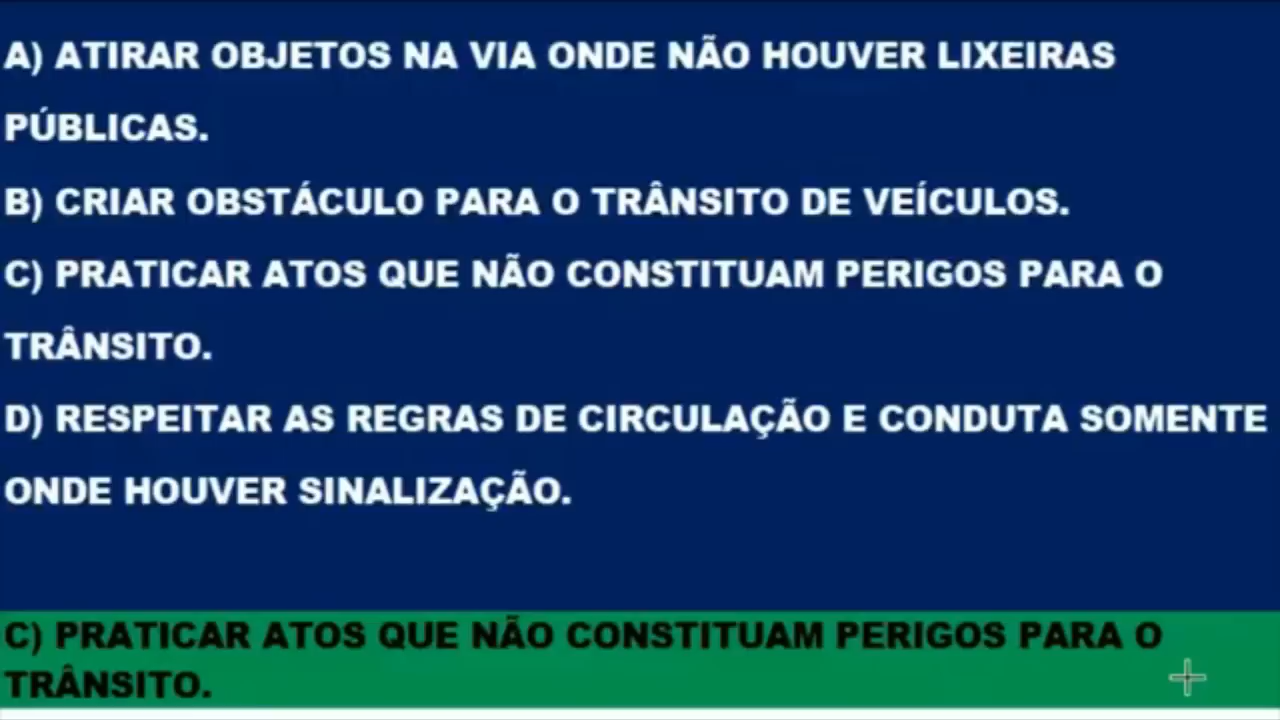 A) ATIRAR OBJETOS NA VIA ONDE NÃO HOUVER LIXEIRAS
PÚBLICAS.
B) CRIAR OBSTÁCULO PARA O TRÂNSITO DE VEÍCULOS.
C) PRATICAR ATOS QUE NÃO CONSTITUAM PERIGOS PARA O
TRÂNSITO.
D) RESPEITAR AS REGRAS DE CIRCULAÇÃO E CONDUTA SOMENTE
ONDE HOUVER SINALIZAÇÃO.
C) PRATICAR ATOS QUE NÃO CONSTITUAM PERIGOS PARA O
TRÂNSITO.